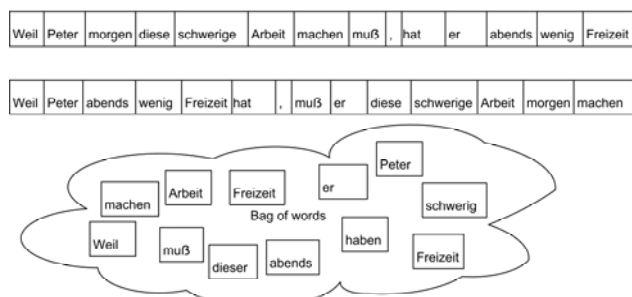 Weil Peter morgen diese schwerige Arbeit machen muß , hat er abends wenig Freizeit
Weil Peter abends wenig Freizeit hat , muß er diese schwerige Arbeit morgen machen
Peter
er
Arbeit Freizeit
machen schwerig
Bag of words
haben
Weil muß
abends Freizeit
dieser